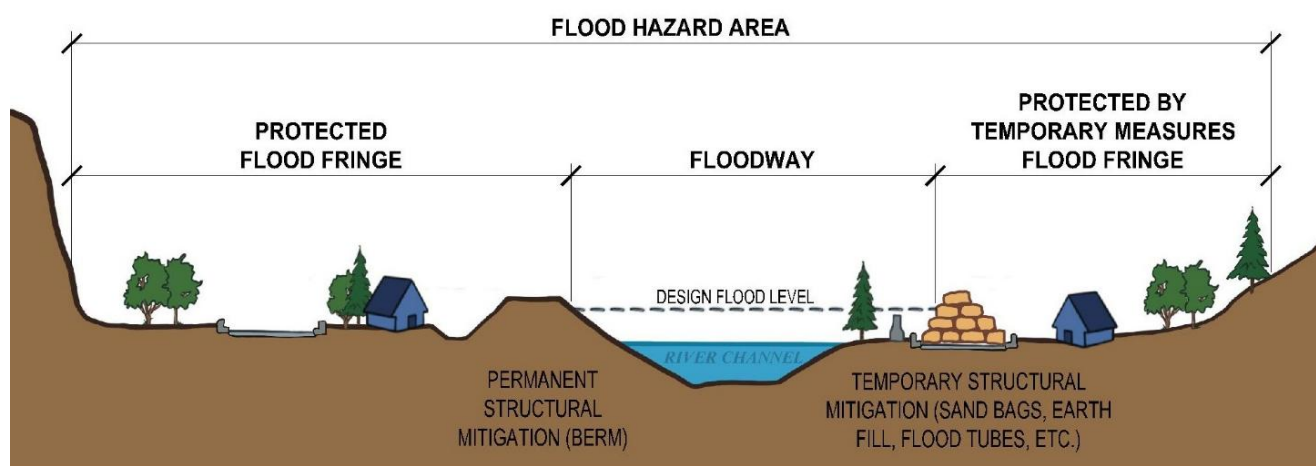 FLOOD HAZARD AREA
PROTECTED
FLOOD FRINGE
FLOODWAY
PROTECTED BY
TEMPORARY MEASURES
FLOOD FRINGE
DESIGN FLOOD LEVEL
RIVER CHANNEL
PERMANENT
STRUCTURAL
MITIGATION (BERM)
TEMPORARY STRUCTURAL
MITIGATION (SAND BAGS, EARTH
FILL, FLOOD TUBES, ETC.)